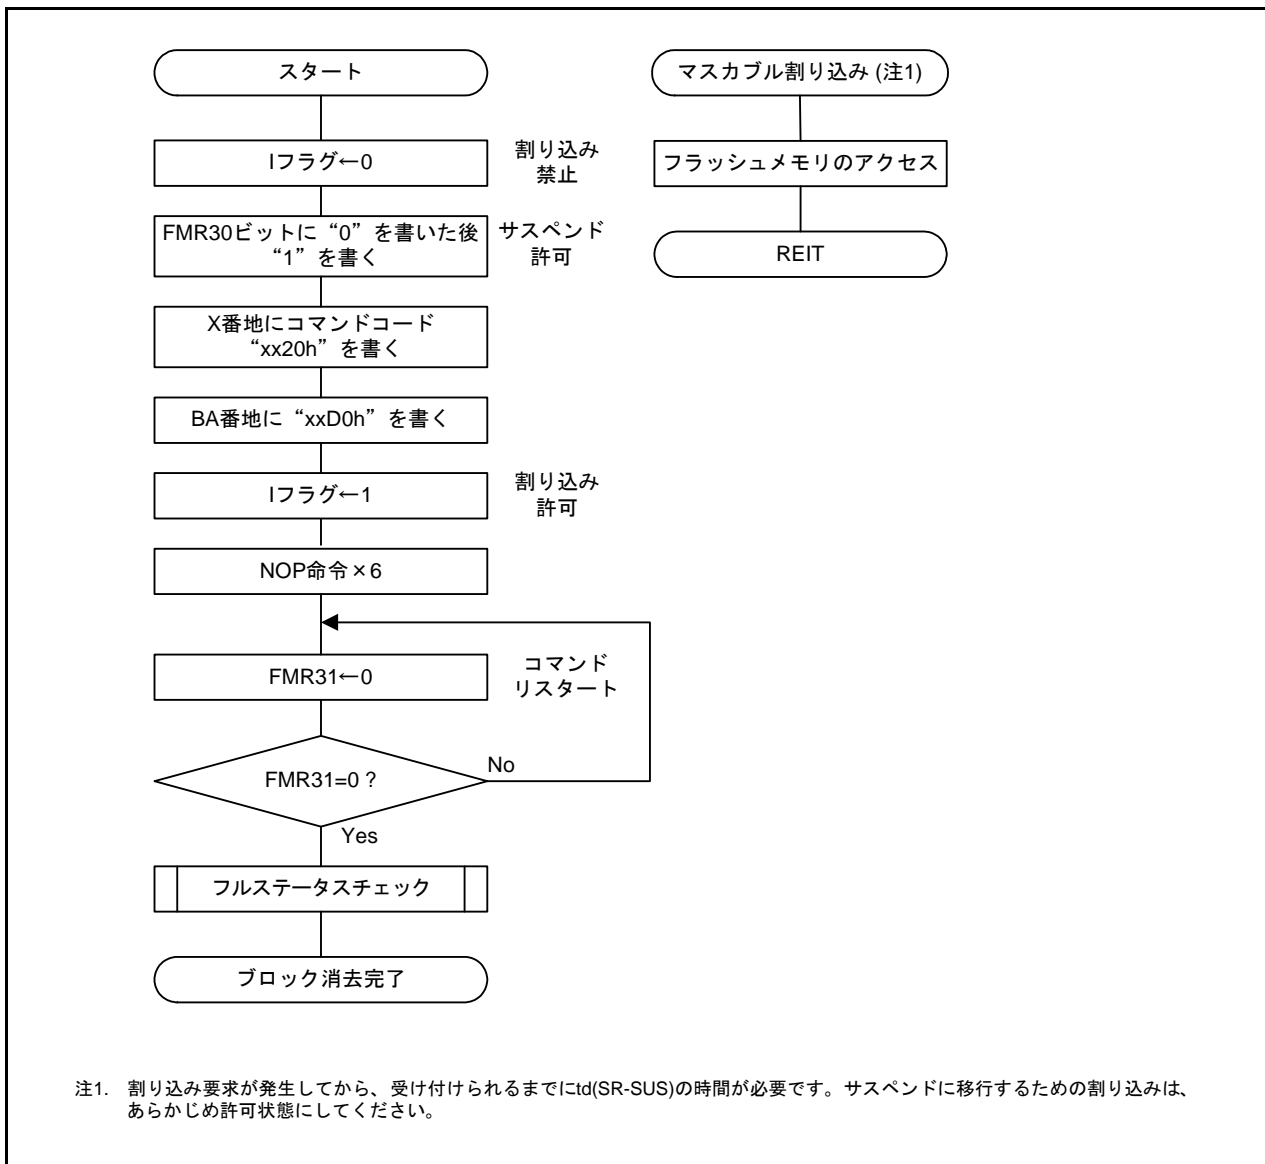 スタート
Iフラグ←0
割り込み
禁止
FMR30ビットに“0”を書いた後
“1”を書く
サスペンド
許可
X番地にコマンドコード
“xx20h”を書く
BA番地に“xxD0h”を書く
Iフラグ←1
割り込み
許可
NOP命令×6
FMR31←0
コマンド
リスタート
FMR31=0 ?
No
Yes
フルステータスチェック
ブロック消去完了
マスカブル割り込み (注1)
フラッシュメモリのアクセス
REIT
注1. 割り込み要求が発生してから、受け付けられるまでにtd(SR-SUS)の時間が必要です。サスペンドに移行するための割り込みは、
あらかじめ許可状態にしてください。